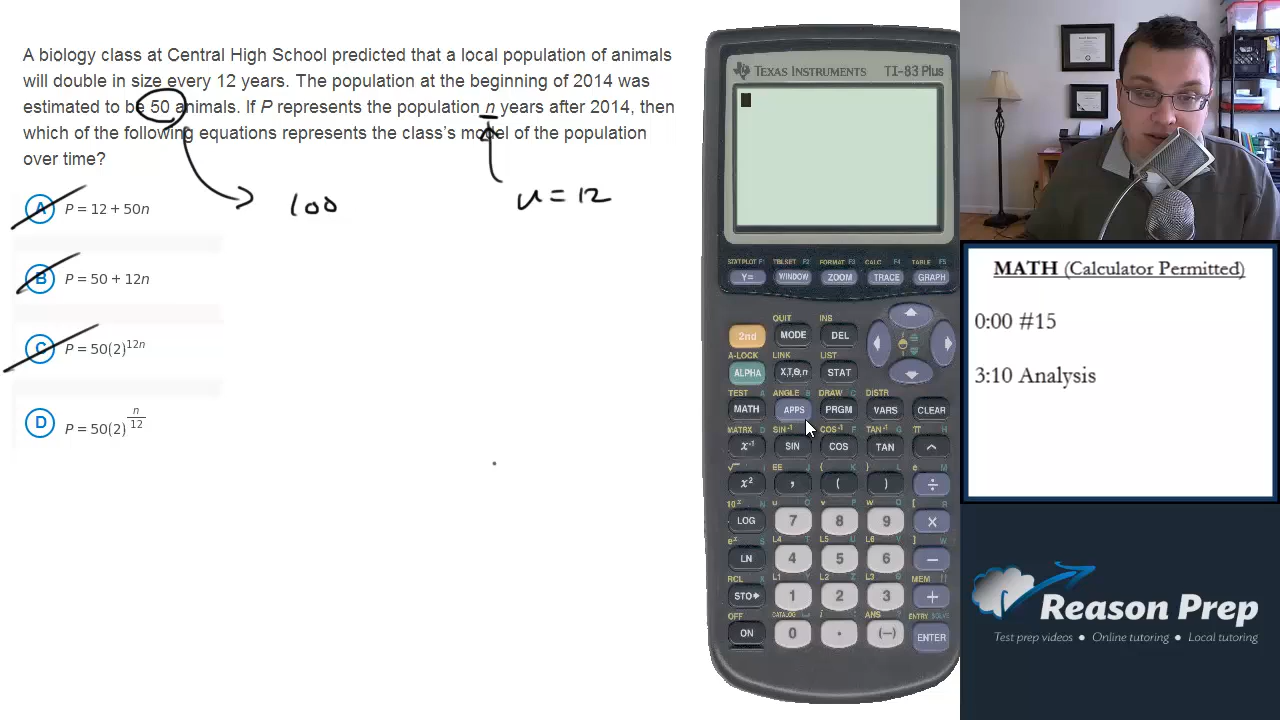 A biology class at Central High School predicted that a local population of animals
will double in size every 12 years. The population at the beginning of 2014 was
estimated to be 50 animals. If P represents the population n years after 2014, then
which of the following equations represents the class's model of the population
over time?
100
n = 12
A P = 12 + 50n
B P = 50 + 12n
C P = 50(2)^12n
D P = 50(2)^n/12
TEXAS INSTRUMENTS TI-83 Plus
STAT PLOT F1 TBLSET F2 FORMAT F3 CALC F4 TABLE F5
Y= WINDOW ZOOM TRACE GRAPH
QUIT INS
2nd MODE DEL
A-LOCK LINK LIST
ALPHA X,T,Θ,n STAT
TEST A ANGLE B DRAW C DISTR
MATH APPS PRGM VARS CLEAR
MATRX D SIN⁻¹ E COS⁻¹ F TAN⁻¹ G π H
x⁻¹ SIN COS TAN ^
√ I EE J { K } L e M
x² , ( ) ÷
10ˣ N u O v P w Q [ R
LOG 7 8 9 ×
eˣ S L4 T L5 U L6 V ] W
LN 4 5 6 −
RCL X L1 Y L2 Z L3 θ MEM "
STO► 1 2 3 +
OFF CATALOG i : ANS ? ENTRY SOLVE
ON 0 . (−) ENTER
MATH (Calculator Permitted)
0:00 #15
3:10 Analysis
Reason Prep
Test prep videos • Online tutoring • Local tutoring